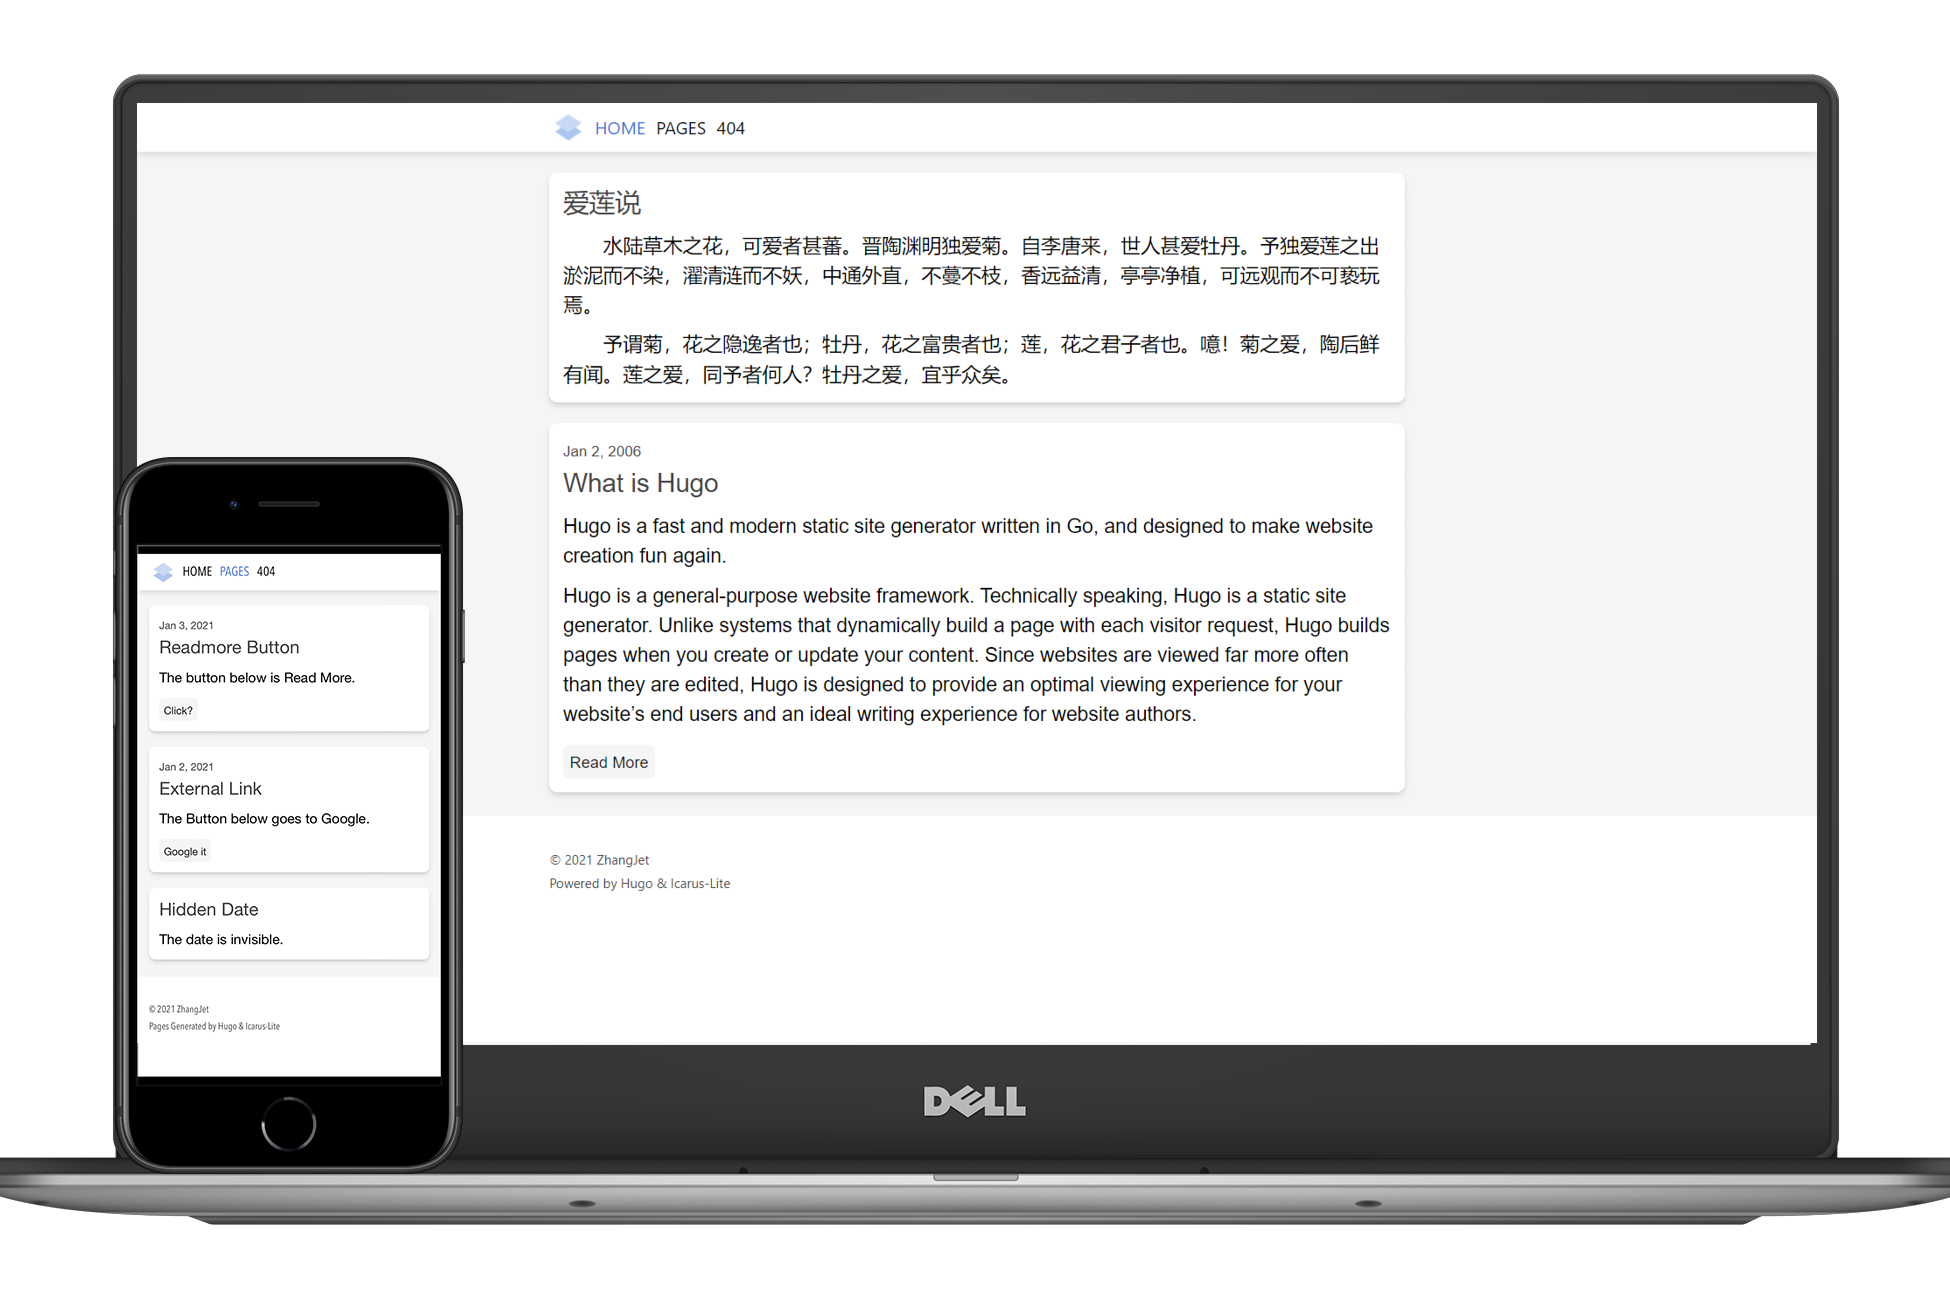 HOME PAGES 404
爱莲说
水陆草木之花，可爱者甚蕃。晋陶渊明独爱菊。自李唐来，世人甚爱牡丹。予独爱莲之出
淤泥而不染，濯清涟而不妖，中通外直，不蔓不枝，香远益清，亭亭净植，可远观而不可亵玩
焉。
予谓菊，花之隐逸者也；牡丹，花之富贵者也；莲，花之君子者也。噫！菊之爱，陶后鲜
有闻。莲之爱，同予者何人？牡丹之爱，宜乎众矣。
Jan 2, 2006
What is Hugo
Hugo is a fast and modern static site generator written in Go, and designed to make website
creation fun again.
Hugo is a general-purpose website framework. Technically speaking, Hugo is a static site
generator. Unlike systems that dynamically build a page with each visitor request, Hugo builds
pages when you create or update your content. Since websites are viewed far more often
than they are edited, Hugo is designed to provide an optimal viewing experience for your
website’s end users and an ideal writing experience for website authors.
Read More
© 2021 ZhangJet
Powered by Hugo & Icarus-Lite
DELL
HOME PAGES 404
Jan 3, 2021
Readmore Button
The button below is Read More.
Click?
Jan 2, 2021
External Link
The Button below goes to Google.
Google it
Hidden Date
The date is invisible.
© 2021 ZhangJet
Pages Generated by Hugo & Icarus-Lite